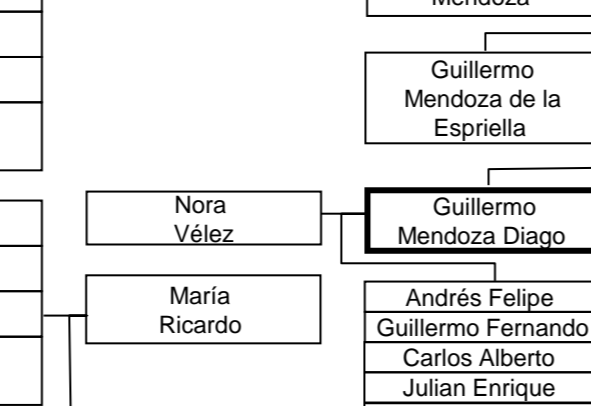 Mendoza
Guillermo
Mendoza de la
Espriella
Nora
Vélez
Guillermo
Mendoza Diago
María
Ricardo
Andrés Felipe
Guillermo Fernando
Carlos Alberto
Julian Enrique